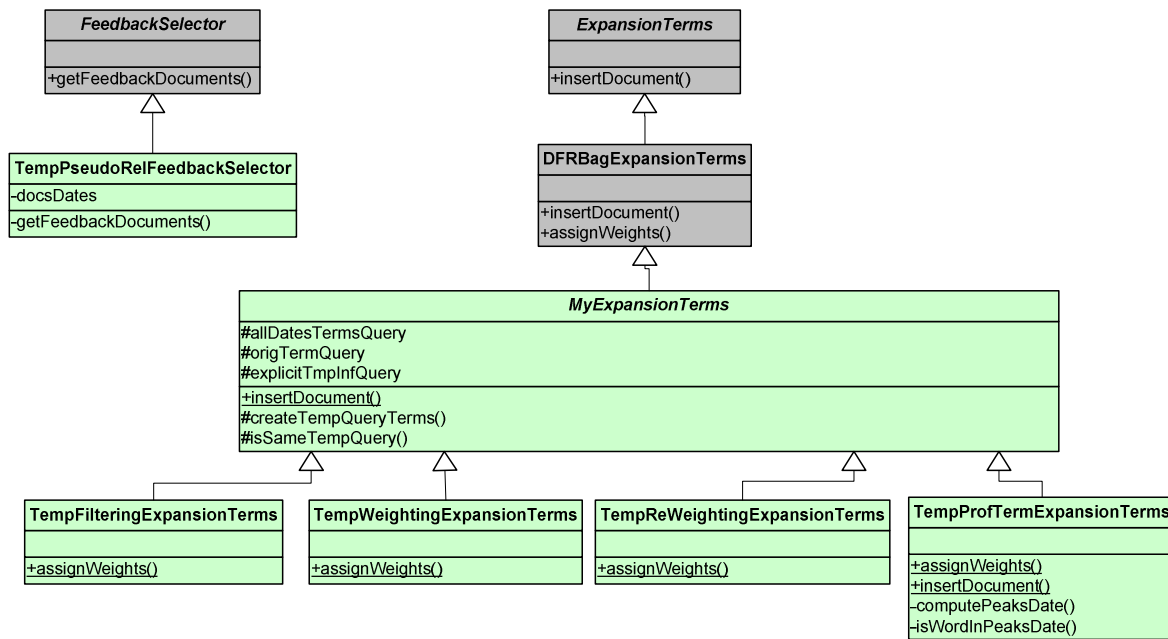 FeedbackSelector
+getFeedbackDocuments()
TempPseudoRelFeedbackSelector
-docsDates
-getFeedbackDocuments()
ExpansionTerms
+insertDocument()
DFRBagExpansionTerms
+insertDocument()
+assignWeights()
MyExpansionTerms
#allDatesTermsQuery
#origTermQuery
#explicitTmpInfQuery
+insertDocument()
#createTempQueryTerms()
#isSameTempQuery()
TempFilteringExpansionTerms
+assignWeights()
TempWeightingExpansionTerms
+assignWeights()
TempReWeightingExpansionTerms
+assignWeights()
TempProfTermExpansionTerms
+assignWeights()
+insertDocument()
-computePeaksDate()
-isWordInPeaksDate()